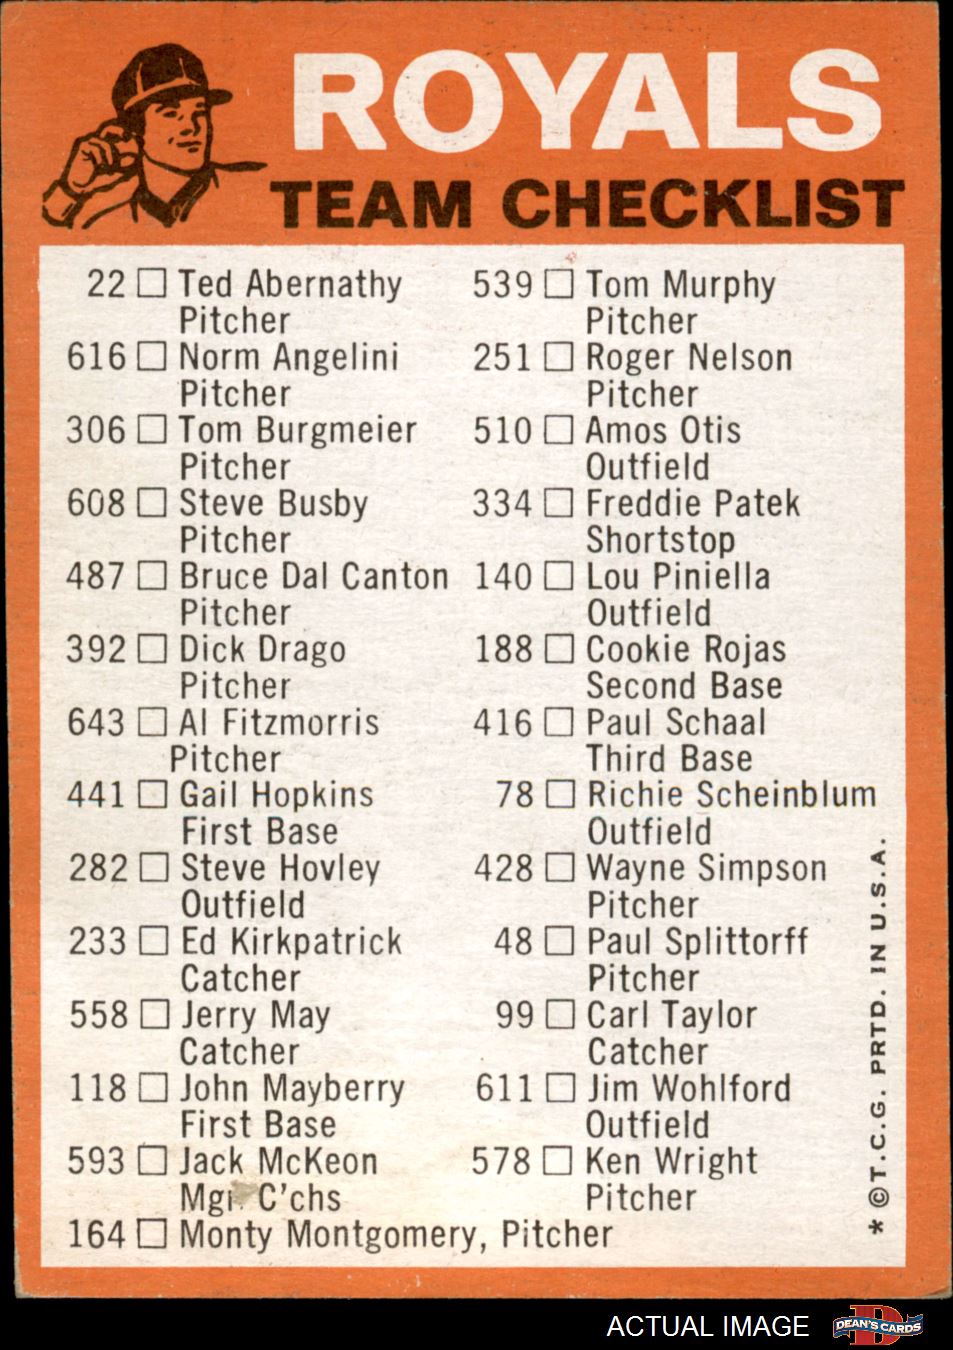 ROYALS
TEAM CHECKLIST
22 Ted Abernathy
Pitcher
616 Norm Angelini
Pitcher
306 Tom Burgmeier
Pitcher
608 Steve Busby
Pitcher
487 Bruce Dal Canton
Pitcher
392 Dick Drago
Pitcher
643 Al Fitzmorris
Pitcher
441 Gail Hopkins
First Base
282 Steve Hovley
Outfield
233 Ed Kirkpatrick
Catcher
558 Jerry May
Catcher
118 John Mayberry
First Base
593 Jack McKeon
Mgr. C'chs
164 Monty Montgomery, Pitcher
539 Tom Murphy
Pitcher
251 Roger Nelson
Pitcher
510 Amos Otis
Outfield
334 Freddie Patek
Shortstop
140 Lou Piniella
Outfield
188 Cookie Rojas
Second Base
416 Paul Schaal
Third Base
78 Richie Scheinblum
Outfield
428 Wayne Simpson
Pitcher
48 Paul Splittorff
Pitcher
99 Carl Taylor
Catcher
611 Jim Wohlford
Outfield
578 Ken Wright
Pitcher
* © T.C.G. PRTD. IN U.S.A.
ACTUAL IMAGE
DEAN'S CARDS